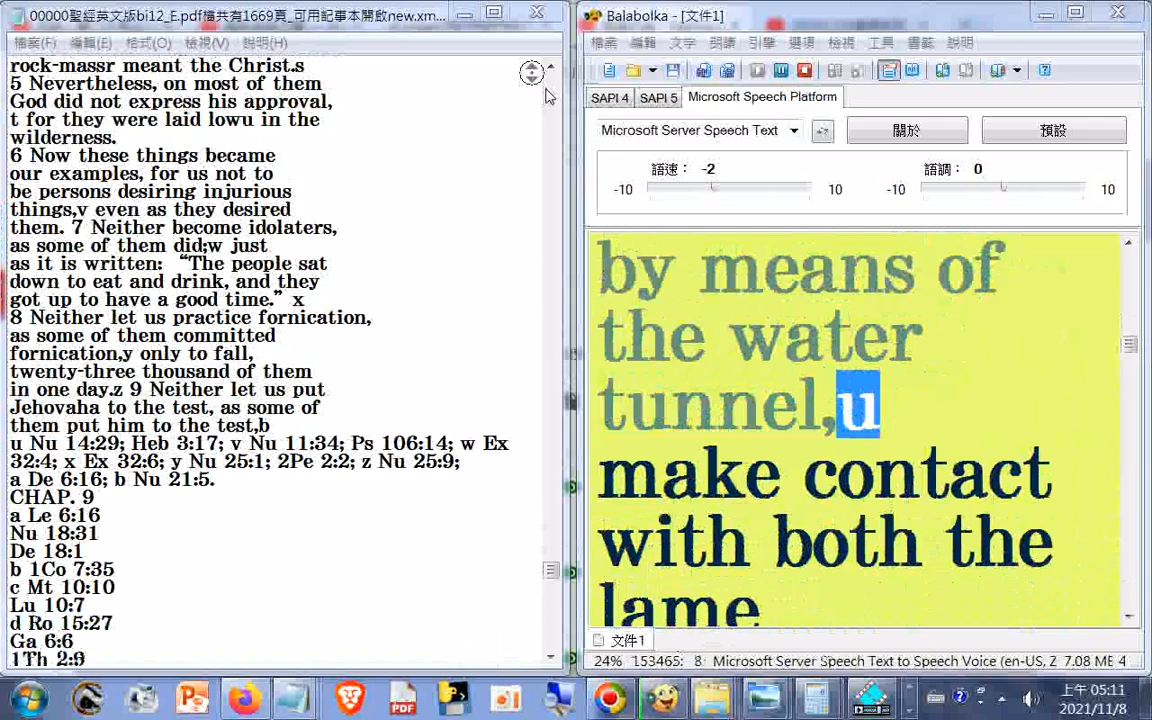 00000聖經英文版bi12_E.pdf檔共有1669頁_可用記事本開啟new.xm...
檔案(F) 編輯(E) 格式(O) 檢視(V) 說明(H)
rock-massr meant the Christ.s
5 Nevertheless, on most of them
God did not express his approval,
t for they were laid lowu in the
wilderness.
6 Now these things became
our examples, for us not to
be persons desiring injurious
things,v even as they desired
them. 7 Neither become idolaters,
as some of them did;w just
as it is written: “The people sat
down to eat and drink, and they
got up to have a good time.” x
8 Neither let us practice fornication,
as some of them committed
fornication,y only to fall,
twenty-three thousand of them
in one day.z 9 Neither let us put
Jehovaha to the test, as some of
them put him to the test,b
u Nu 14:29; Heb 3:17; v Nu 11:34; Ps 106:14; w Ex
32:4; x Ex 32:6; y Nu 25:1; 2Pe 2:2; z Nu 25:9;
a De 6:16; b Nu 21:5.
CHAP. 9
a Le 6:16
Nu 18:31
De 18:1
b 1Co 7:35
c Mt 10:10
Lu 10:7
d Ro 15:27
Ga 6:6
1Th 2:9
Balabolka - [文件1]
檔案 編輯 文字 朗讀 引擎 選項 檢視 工具 書籤 說明
SAPI 4 SAPI 5 Microsoft Speech Platform
Microsoft Server Speech Text 關於 預設
語速： -2 語調： 0
-10 10 -10 10
by means of
the water
tunnel,u
make contact
with both the
lame
文件1
24% 153465: 8 Microsoft Server Speech Text to Speech Voice (en-US, Z 7.08 MB 4
PDF
上午 05:11
2021/11/8